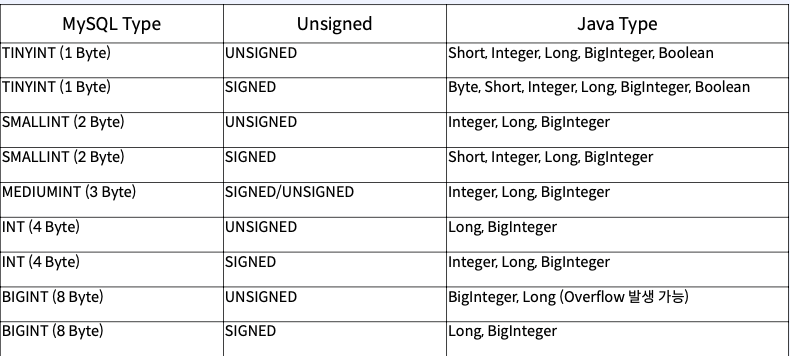 MySQL Type Unsigned Java Type
TINYINT (1 Byte) UNSIGNED Short, Integer, Long, BigInteger, Boolean
TINYINT (1 Byte) SIGNED Byte, Short, Integer, Long, BigInteger, Boolean
SMALLINT (2 Byte) UNSIGNED Integer, Long, BigInteger
SMALLINT (2 Byte) SIGNED Short, Integer, Long, BigInteger
MEDIUMINT (3 Byte) SIGNED/UNSIGNED Integer, Long, BigInteger
INT (4 Byte) UNSIGNED Long, BigInteger
INT (4 Byte) SIGNED Integer, Long, BigInteger
BIGINT (8 Byte) UNSIGNED BigInteger, Long (Overflow 발생 가능)
BIGINT (8 Byte) SIGNED Long, BigInteger